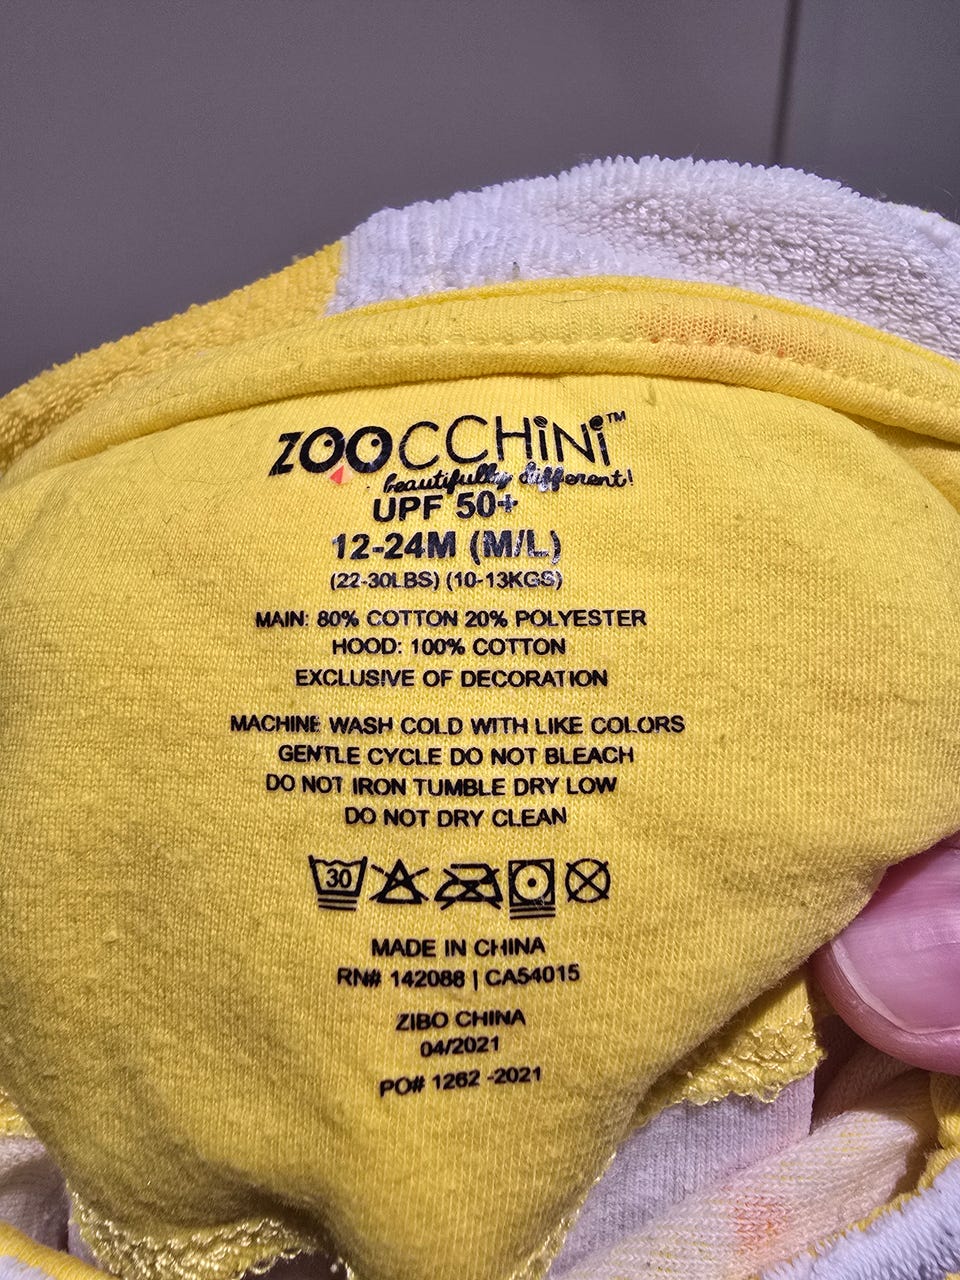 ZOOCCHiNi™
beautifully different!
UPF 50+
12-24M (M/L)
(22-30LBS) (10-13KGS)
MAIN: 80% COTTON 20% POLYESTER
HOOD: 100% COTTON
EXCLUSIVE OF DECORATION
MACHINE WASH COLD WITH LIKE COLORS
GENTLE CYCLE DO NOT BLEACH
DO NOT IRON TUMBLE DRY LOW
DO NOT DRY CLEAN
30
MADE IN CHINA
RN# 142088 | CA54015
ZIBO CHINA
04/2021
PO# 1262 -2021